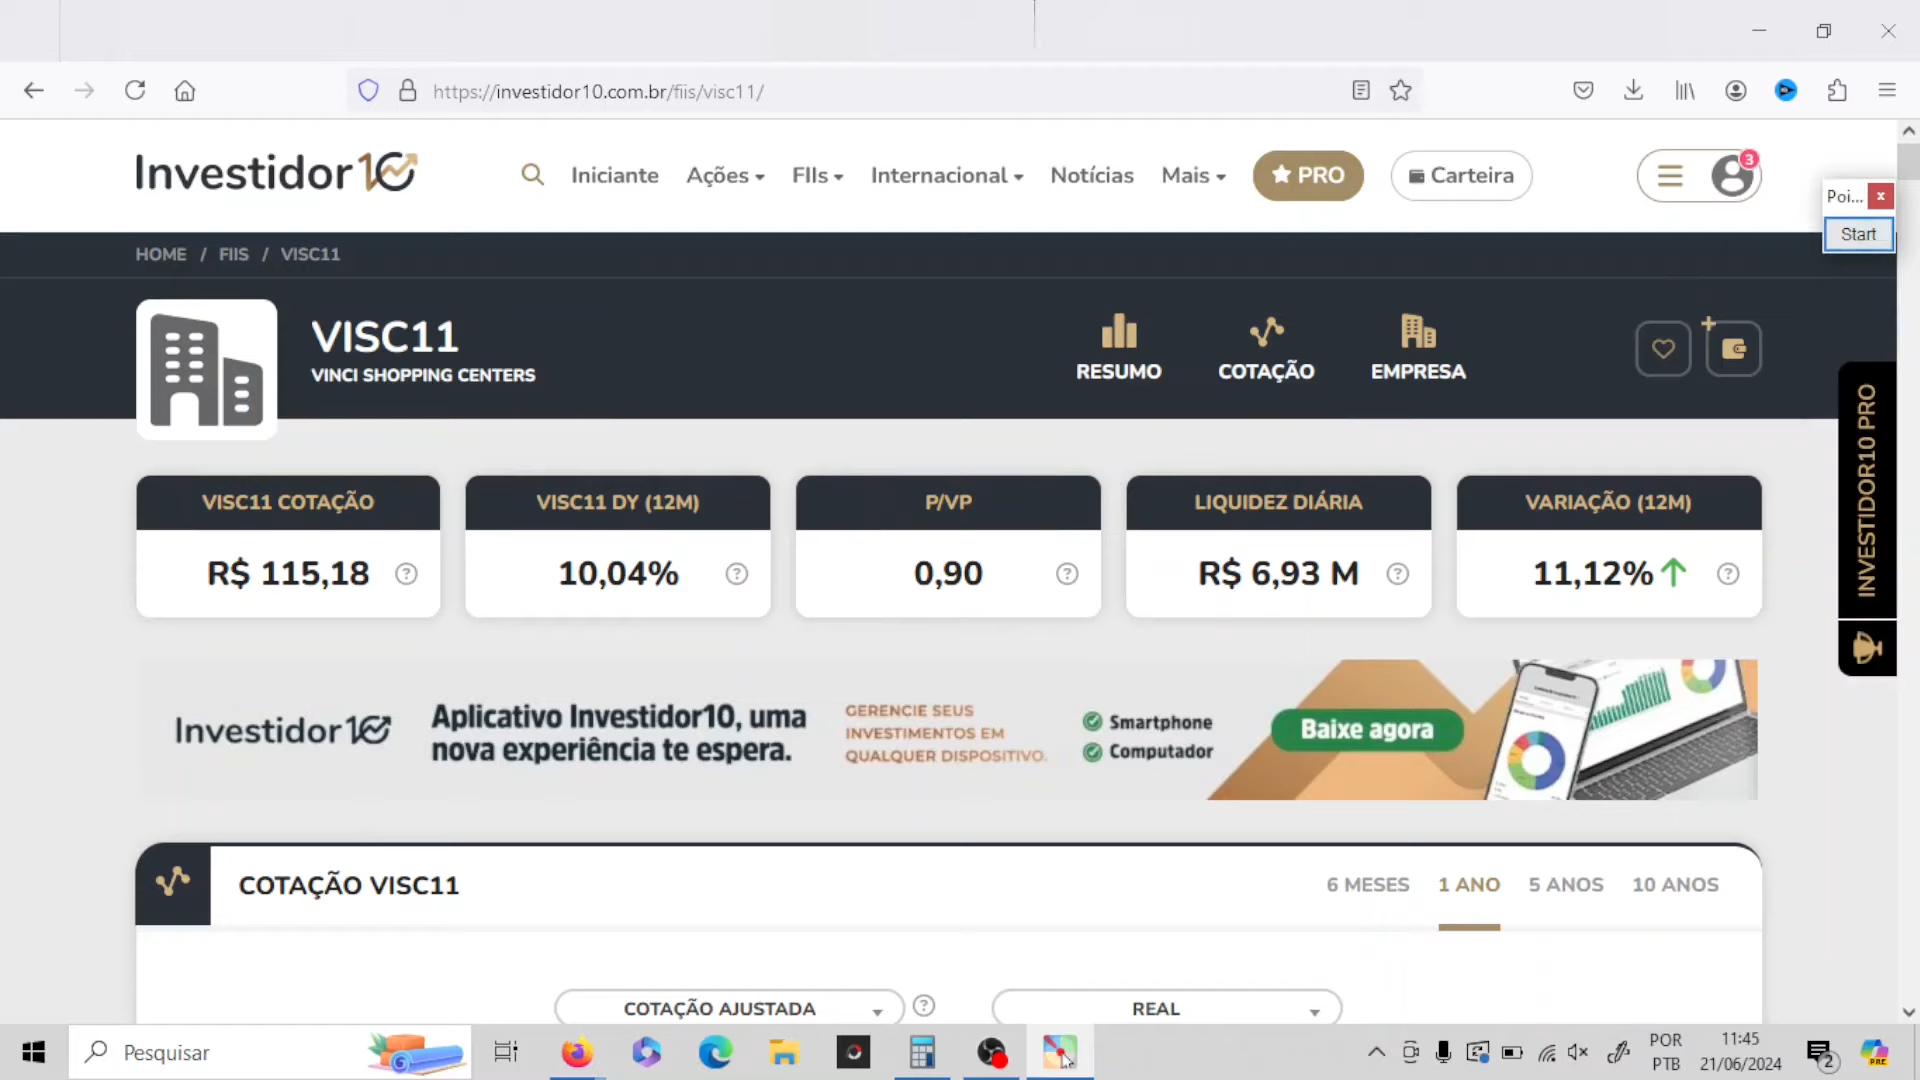 https://investidor10.com.br/fiis/visc11/
Investidor10
Iniciante
Ações
FIIs
Internacional
Notícias
Mais
PRO
Carteira
3
Poi...
x
Start
HOME / FIIS / VISC11
VISC11
VINCI SHOPPING CENTERS
RESUMO
COTAÇÃO
EMPRESA
INVESTIDOR10 PRO
VISC11 COTAÇÃO
R$ 115,18
?
VISC11 DY (12M)
10,04%
?
P/VP
0,90
?
LIQUIDEZ DIÁRIA
R$ 6,93 M
?
VARIAÇÃO (12M)
11,12%
?
Investidor10
Aplicativo Investidor10, uma
nova experiência te espera.
GERENCIE SEUS
INVESTIMENTOS EM
QUALQUER DISPOSITIVO.
Smartphone
Computador
Baixe agora
COTAÇÃO VISC11
6 MESES
1 ANO
5 ANOS
10 ANOS
COTAÇÃO AJUSTADA
?
REAL
Pesquisar
POR
PTB
11:45
21/06/2024
2
PRE